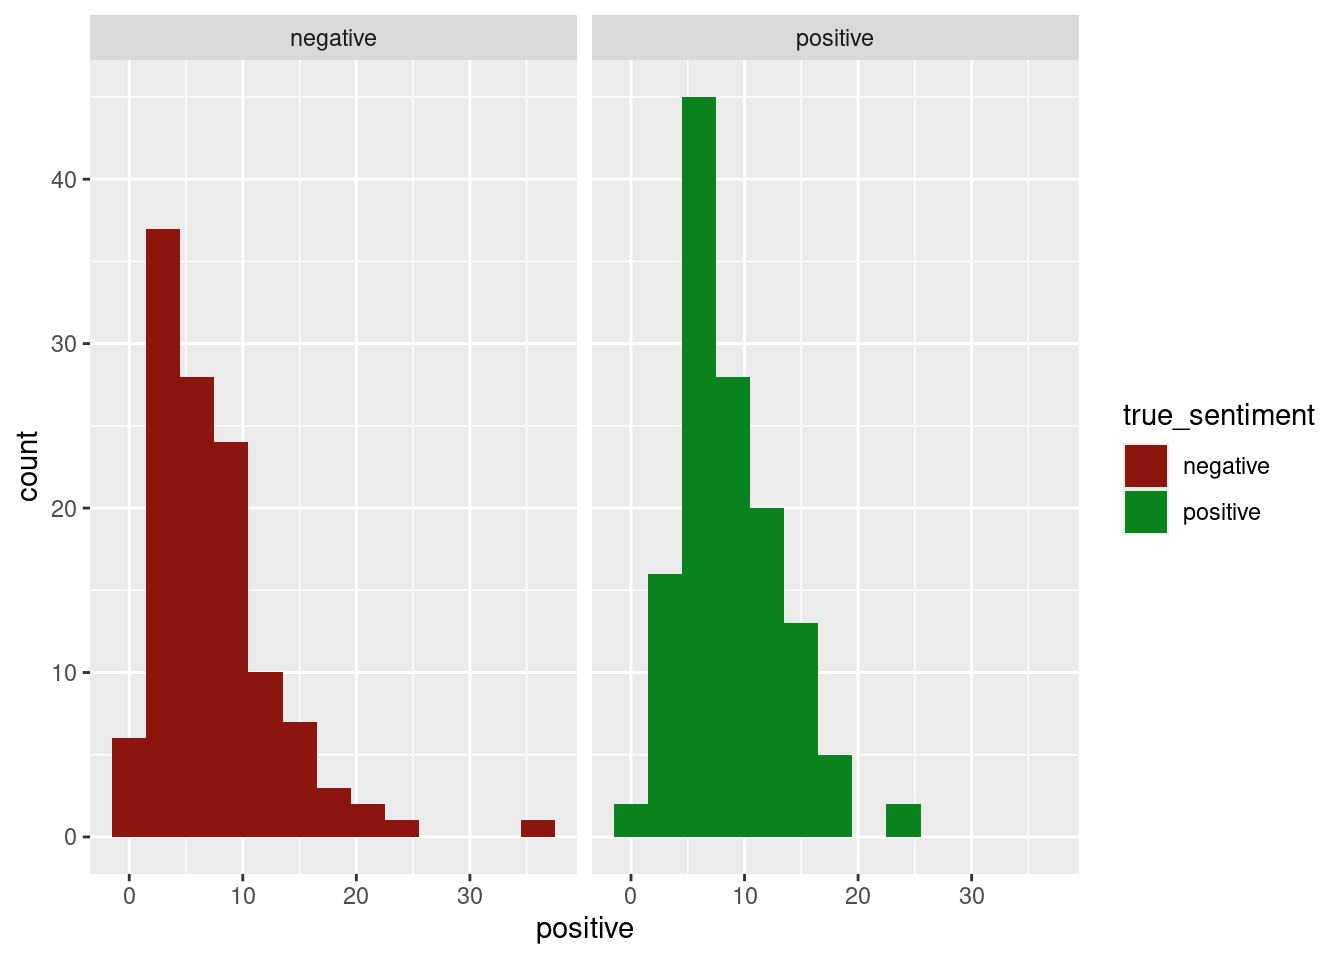 negative positive
40
30
20
10
0
count
0 10 20 30 0 10 20 30
positive
true_sentiment
negative
positive